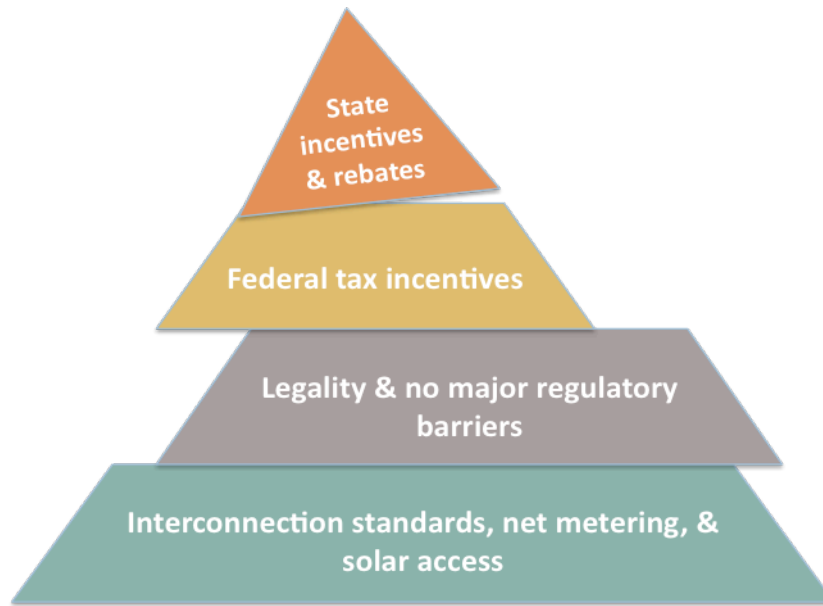 State
incentives
& rebates
Federal tax incentives
Legality & no major regulatory
barriers
Interconnection standards, net metering, &
solar access